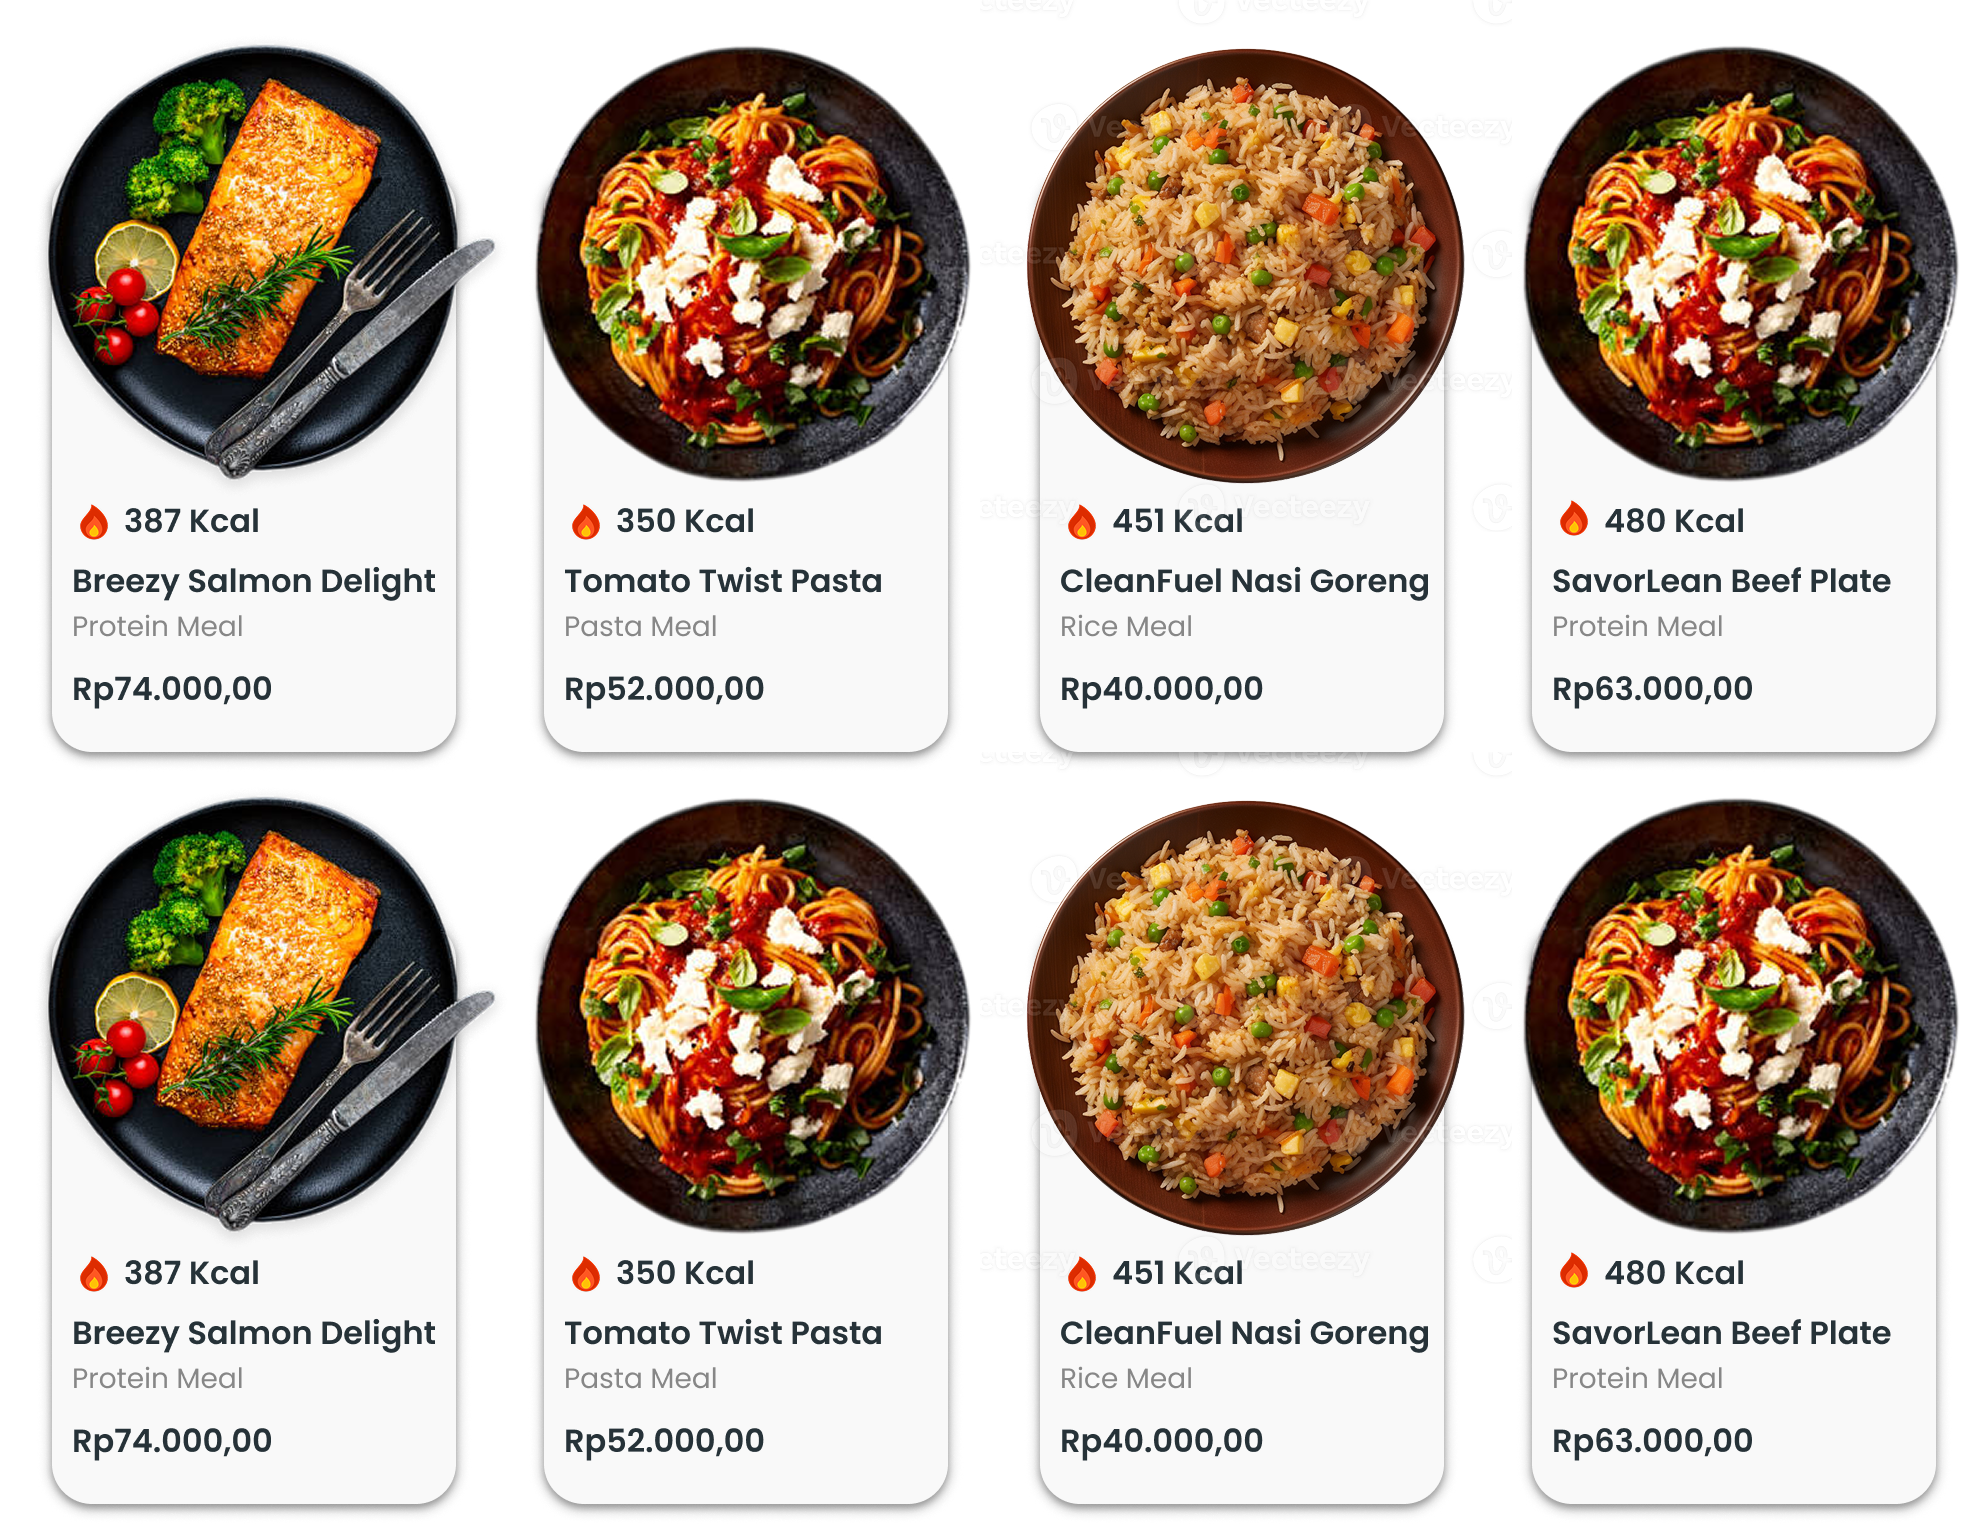 387 Kcal
Breezy Salmon Delight
Protein Meal
Rp74.000,00
350 Kcal
Tomato Twist Pasta
Pasta Meal
Rp52.000,00
451 Kcal
CleanFuel Nasi Goreng
Rice Meal
Rp40.000,00
480 Kcal
SavorLean Beef Plate
Protein Meal
Rp63.000,00
387 Kcal
Breezy Salmon Delight
Protein Meal
Rp74.000,00
350 Kcal
Tomato Twist Pasta
Pasta Meal
Rp52.000,00
451 Kcal
CleanFuel Nasi Goreng
Rice Meal
Rp40.000,00
480 Kcal
SavorLean Beef Plate
Protein Meal
Rp63.000,00